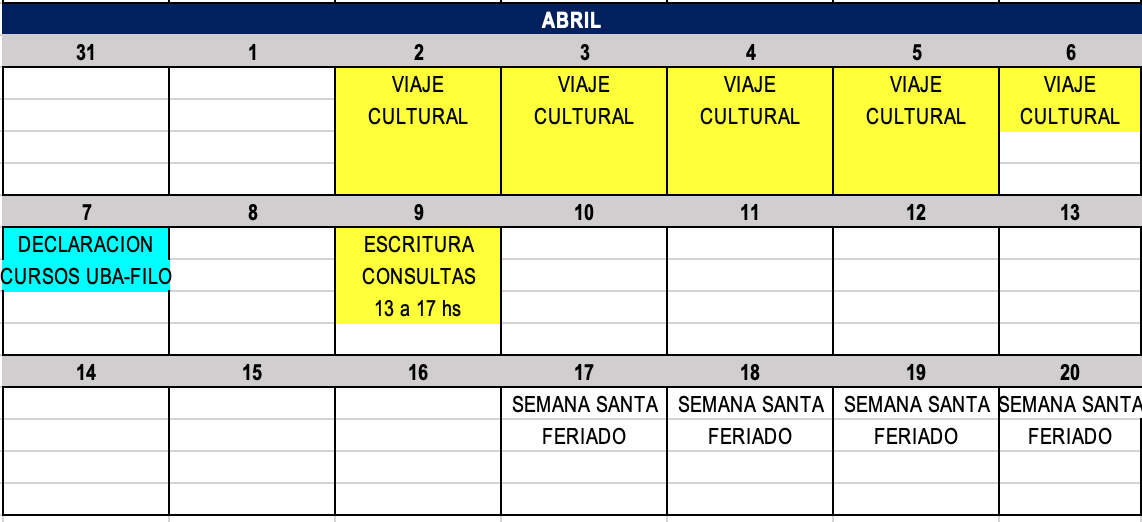 ABRIL
31 1 2 3 4 5 6
VIAJE VIAJE VIAJE VIAJE VIAJE
CULTURAL CULTURAL CULTURAL CULTURAL CULTURAL
7 8 9 10 11 12 13
DECLARACION ESCRITURA
CURSOS UBA-FILO CONSULTAS
13 a 17 hs
14 15 16 17 18 19 20
SEMANA SANTA SEMANA SANTA SEMANA SANTA SEMANA SANTA
FERIADO FERIADO FERIADO FERIADO